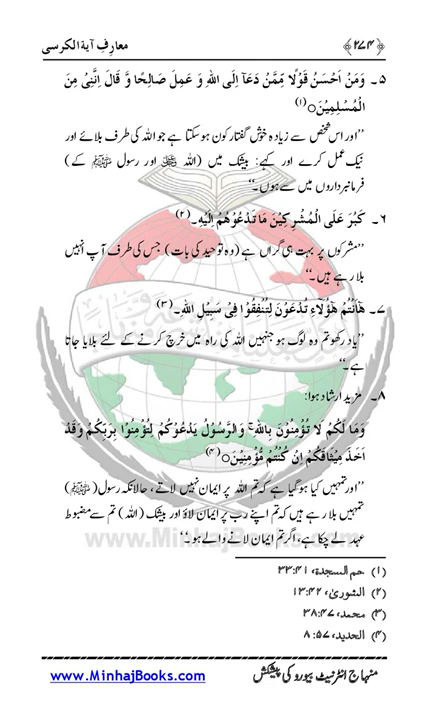 ﴿۲۷۴﴾ معارفِ آیۃ الکرسی
۵۔ وَمَنْ اَحْسَنُ قَوْلًا مِّمَّنْ دَعَآ اِلَی اللہِ وَ عَمِلَ صَالِحًا وَّ قَالَ اِنَّنِیْ مِنَ
الْمُسْلِمِیْنَ○(۱)
’’اور اس شخص سے زیادہ خوش گفتار کون ہو سکتا ہے جو اللہ کی طرف بلائے اور
نیک عمل کرے اور کہے: بیشک میں (اللہ ﷻ اور رسول ﷺ کے)
فرمانبرداروں میں سے ہوں۔‘‘
۶۔ کَبُرَ عَلَی الْمُشْرِکِیْنَ مَا تَدْعُوْھُمْ اِلَیْہِ۔(۲)
’’مشرکوں پر بہت ہی گراں ہے (وہ توحید کی بات) جس کی طرف آپ انہیں
بلا رہے ہیں۔‘‘
۷۔ ھٰٓاَنْتُمْ ھٰٓؤُلَآءِ تُدْعَوْنَ لِتُنْفِقُوْا فِیْ سَبِیْلِ اللہِ۔(۳)
’’یاد رکھو تم وہ لوگ ہو جنہیں اللہ کی راہ میں خرچ کرنے کے لئے بلایا جاتا
ہے۔‘‘
۸۔ مزید ارشاد ہوا:
وَمَا لَکُمْ لَا تُؤْمِنُوْنَ بِاللہِ ۚ وَالرَّسُوْلُ یَدْعُوْکُمْ لِتُؤْمِنُوْا بِرَبِّکُمْ وَقَدْ
اَخَذَ مِیْثَاقَکُمْ اِنْ کُنْتُمْ مُّؤْمِنِیْنَ○(۴)
’’اور تمہیں کیا ہو گیا ہے کہ تم اللہ پر ایمان نہیں لاتے، حالانکہ رسول (ﷺ)
تمہیں بلا رہے ہیں کہ تم اپنے رب پر ایمان لاؤ اور بیشک (اللہ) تم سے مضبوط
عہد لے چکا ہے، اگر تم ایمان لانے والے ہو۔‘‘
www.MinhajBooks.com
(۱) حم السجدۃ، ۴۱:۳۳
(۲) الشوریٰ، ۴۲:۱۳
(۳) محمد، ۴۷:۳۸
(۴) الحدید، ۵۷:۸
منہاج انٹرنیٹ بیورو کی پیشکش www.MinhajBooks.com